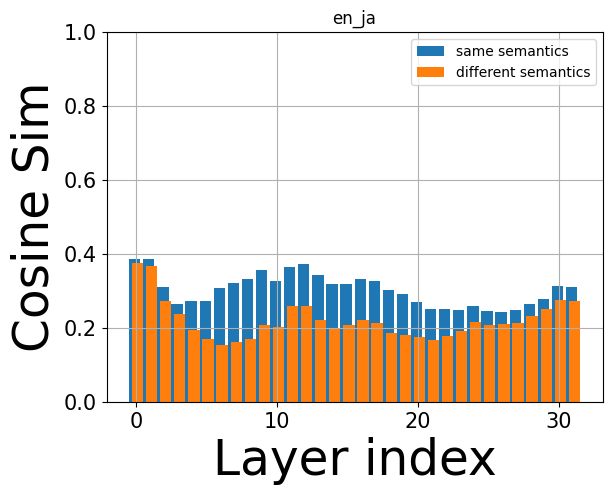 en_ja
same semantics
different semantics
Cosine Sim
1.0
0.8
0.6
0.4
0.2
0.0
0 10 20 30
Layer index